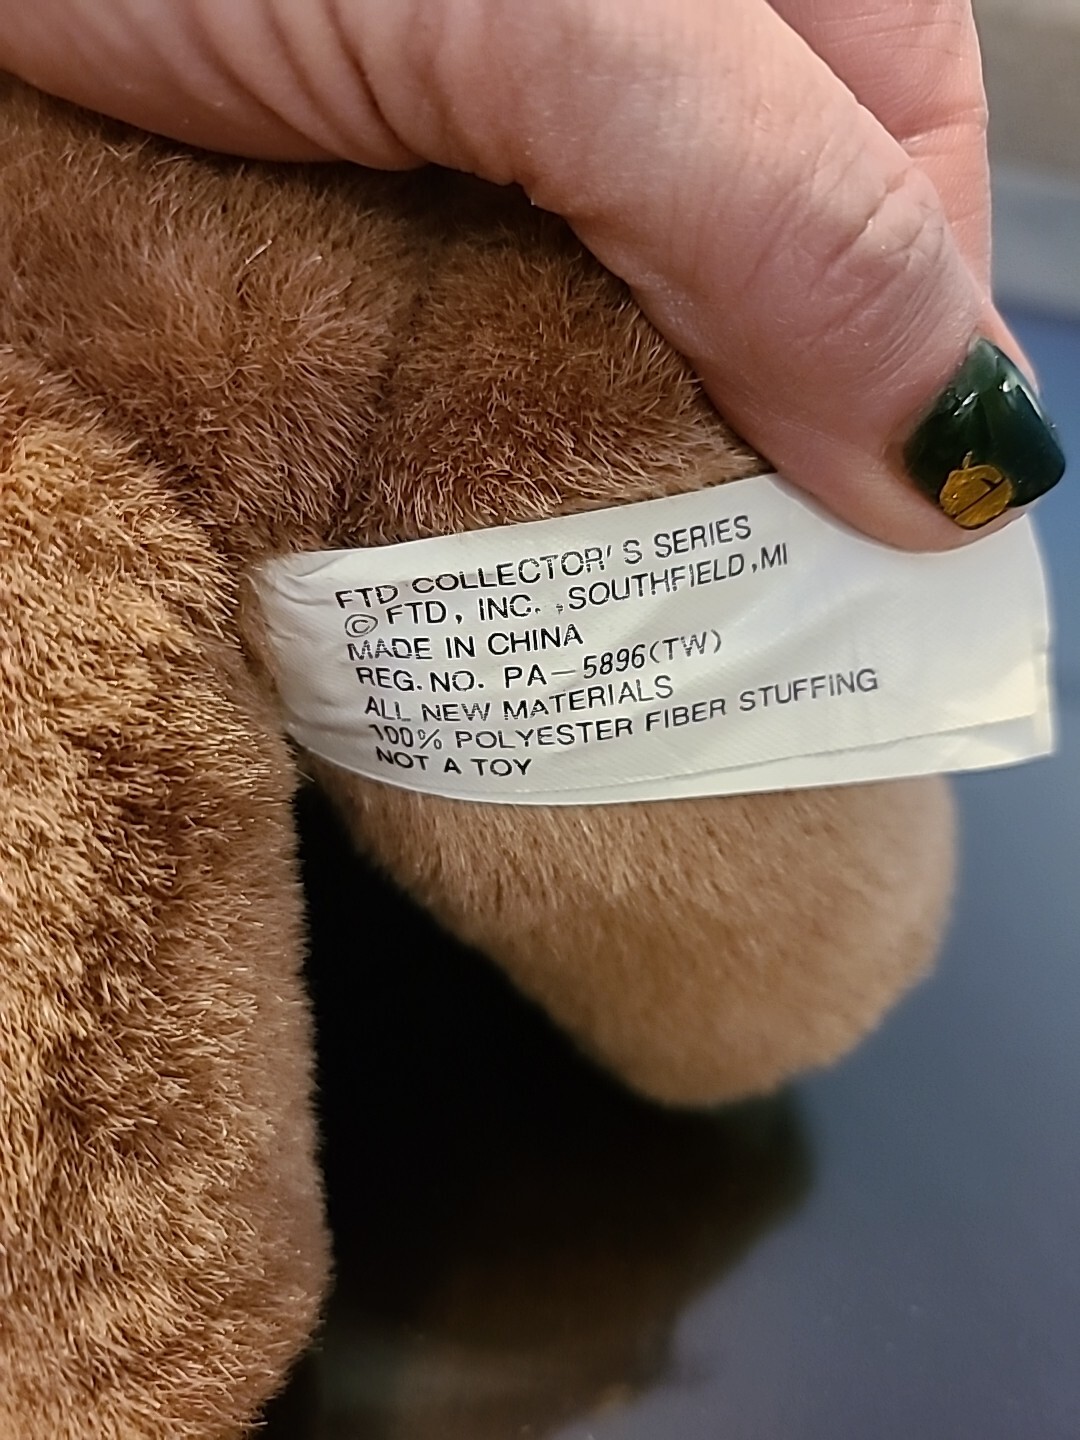 FTD COLLECTOR'S SERIES
© FTD, INC. ,SOUTHFIELD,MI
MADE IN CHINA
REG. NO. PA-5896(TW)
ALL NEW MATERIALS
100% POLYESTER FIBER STUFFING
NOT A TOY